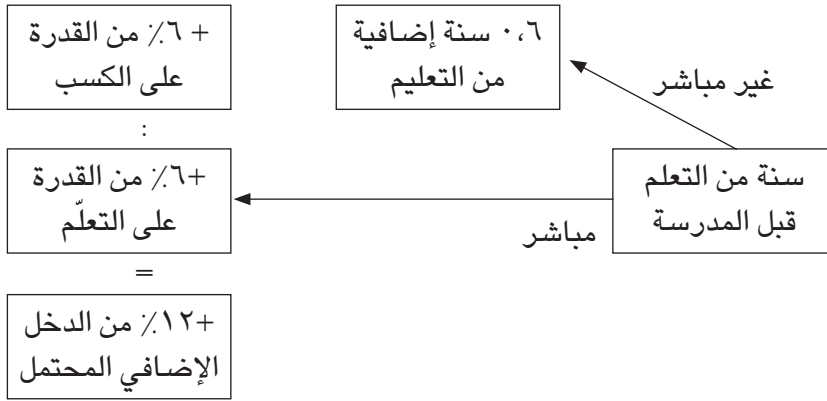 سنة من التعلم
قبل المدرسة
غير مباشر
٠،٦ سنة إضافية
من التعليم
مباشر
+ ٦٪ من القدرة
على الكسب
:
+٦٪ من القدرة
على التعلّم
=
+١٢٪ من الدخل
الإضافي المحتمل